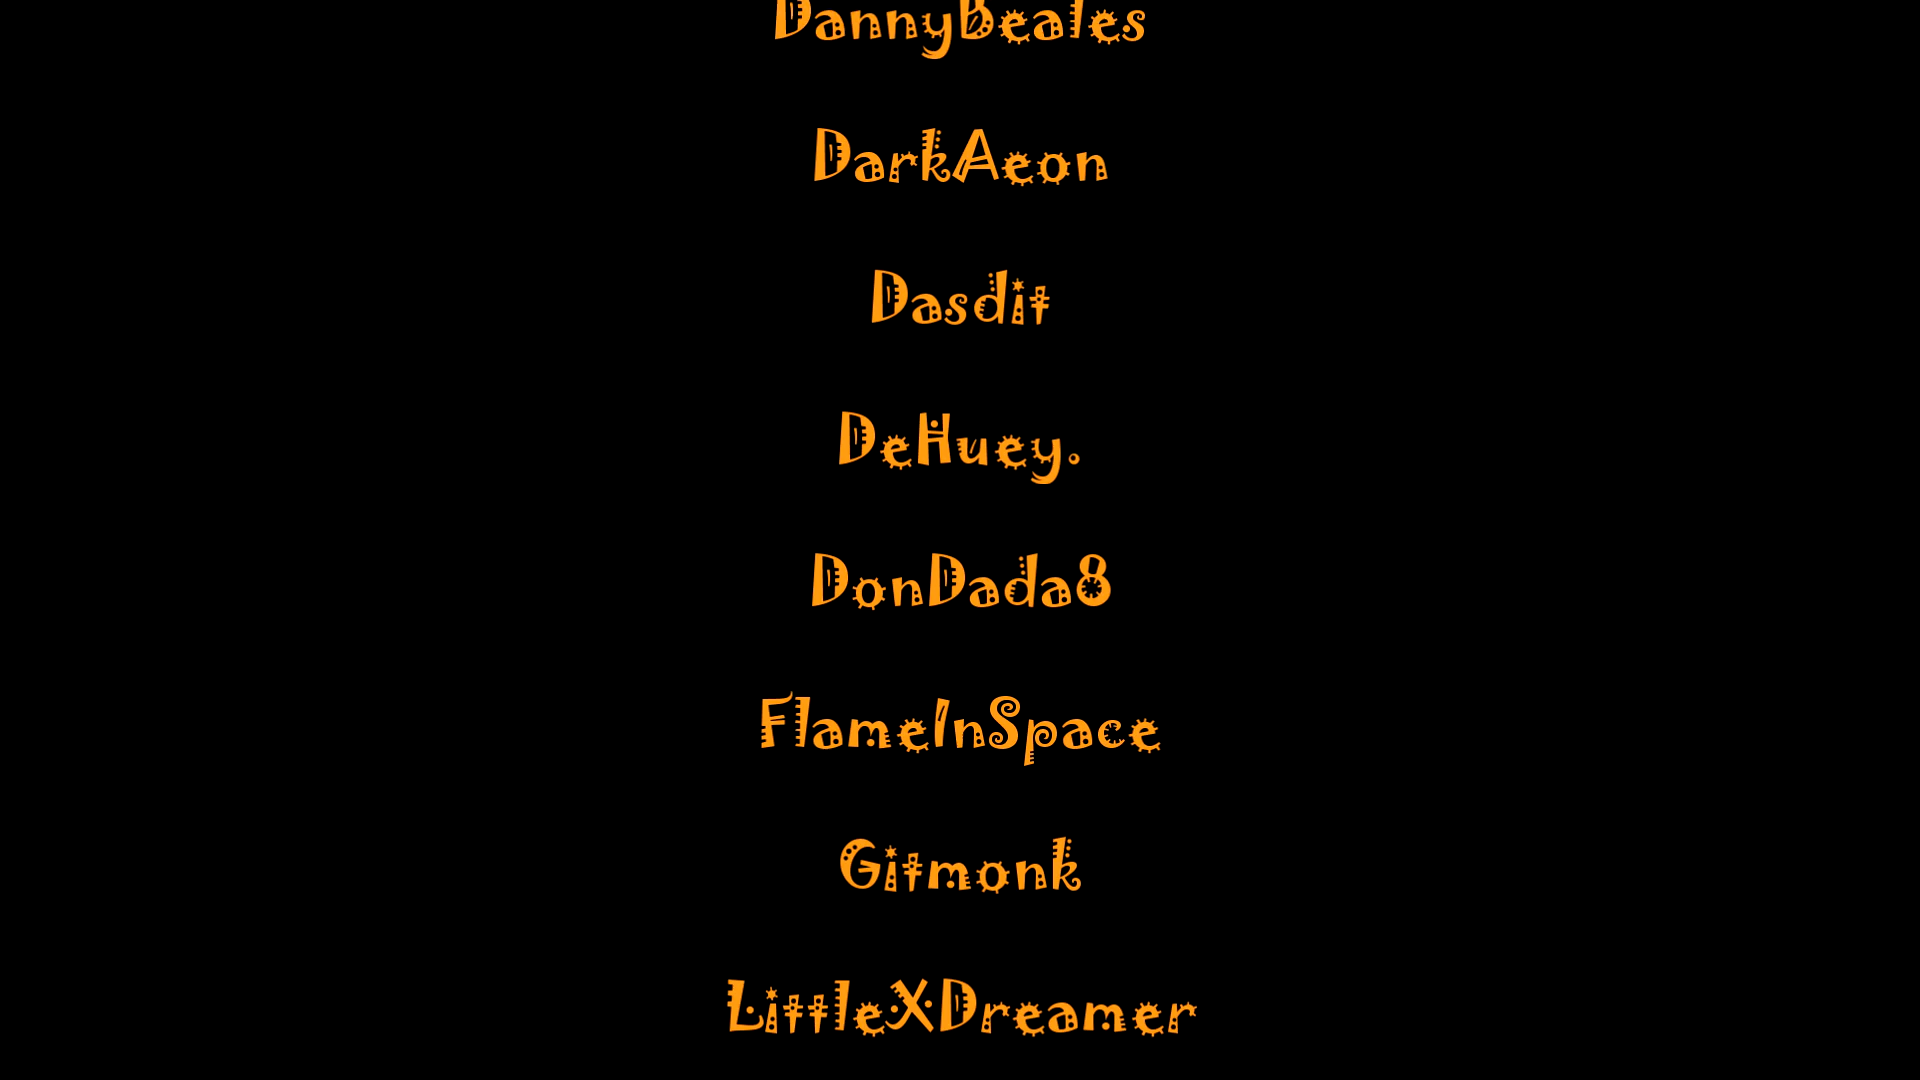 DannyBeales
DarkAeon
Dasdit
DeHuey.
DonDada8
FlameInSpace
Gitmonk
LittleXDreamer